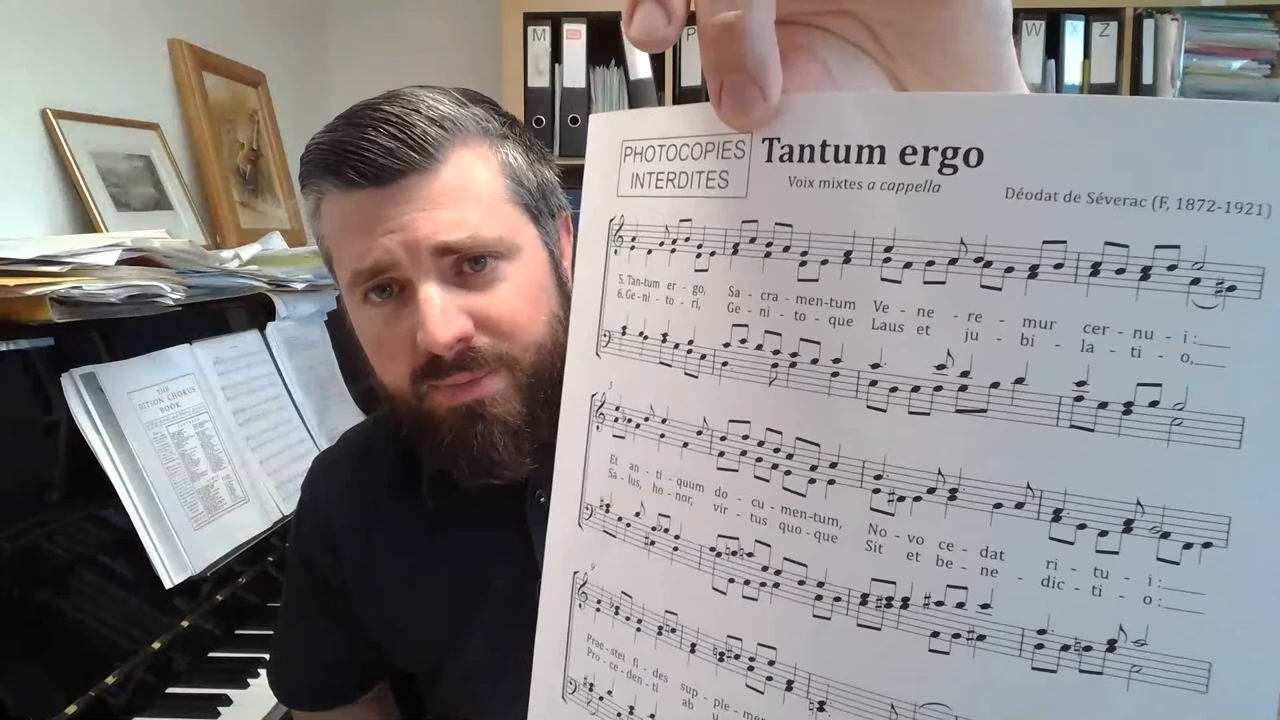 M
P
W
X
Z
PHOTOCOPIES
INTERDITES
Tantum ergo
Voix mixtes a cappella
Déodat de Séverac (F, 1872-1921)
5. Tan-tum er - go, Sa - cra - men-tum Ve - ne - re - mur cer - nu - i:
6. Ge-ni - to - ri, Ge - ni - to - que Laus et ju - bi - la - ti - o,
5
Et an - ti - quum do - cu - men-tum, No - vo ce - dat ri - tu - i:
Sa - lus, ho - nor, vir - tus quo - que Sit et be - ne - dic - ti - o:
9
Prae-stet fi - des sup - ple - men
Pro - ce - den - ti ab u
THE
DITSON CHORUS
BOOK